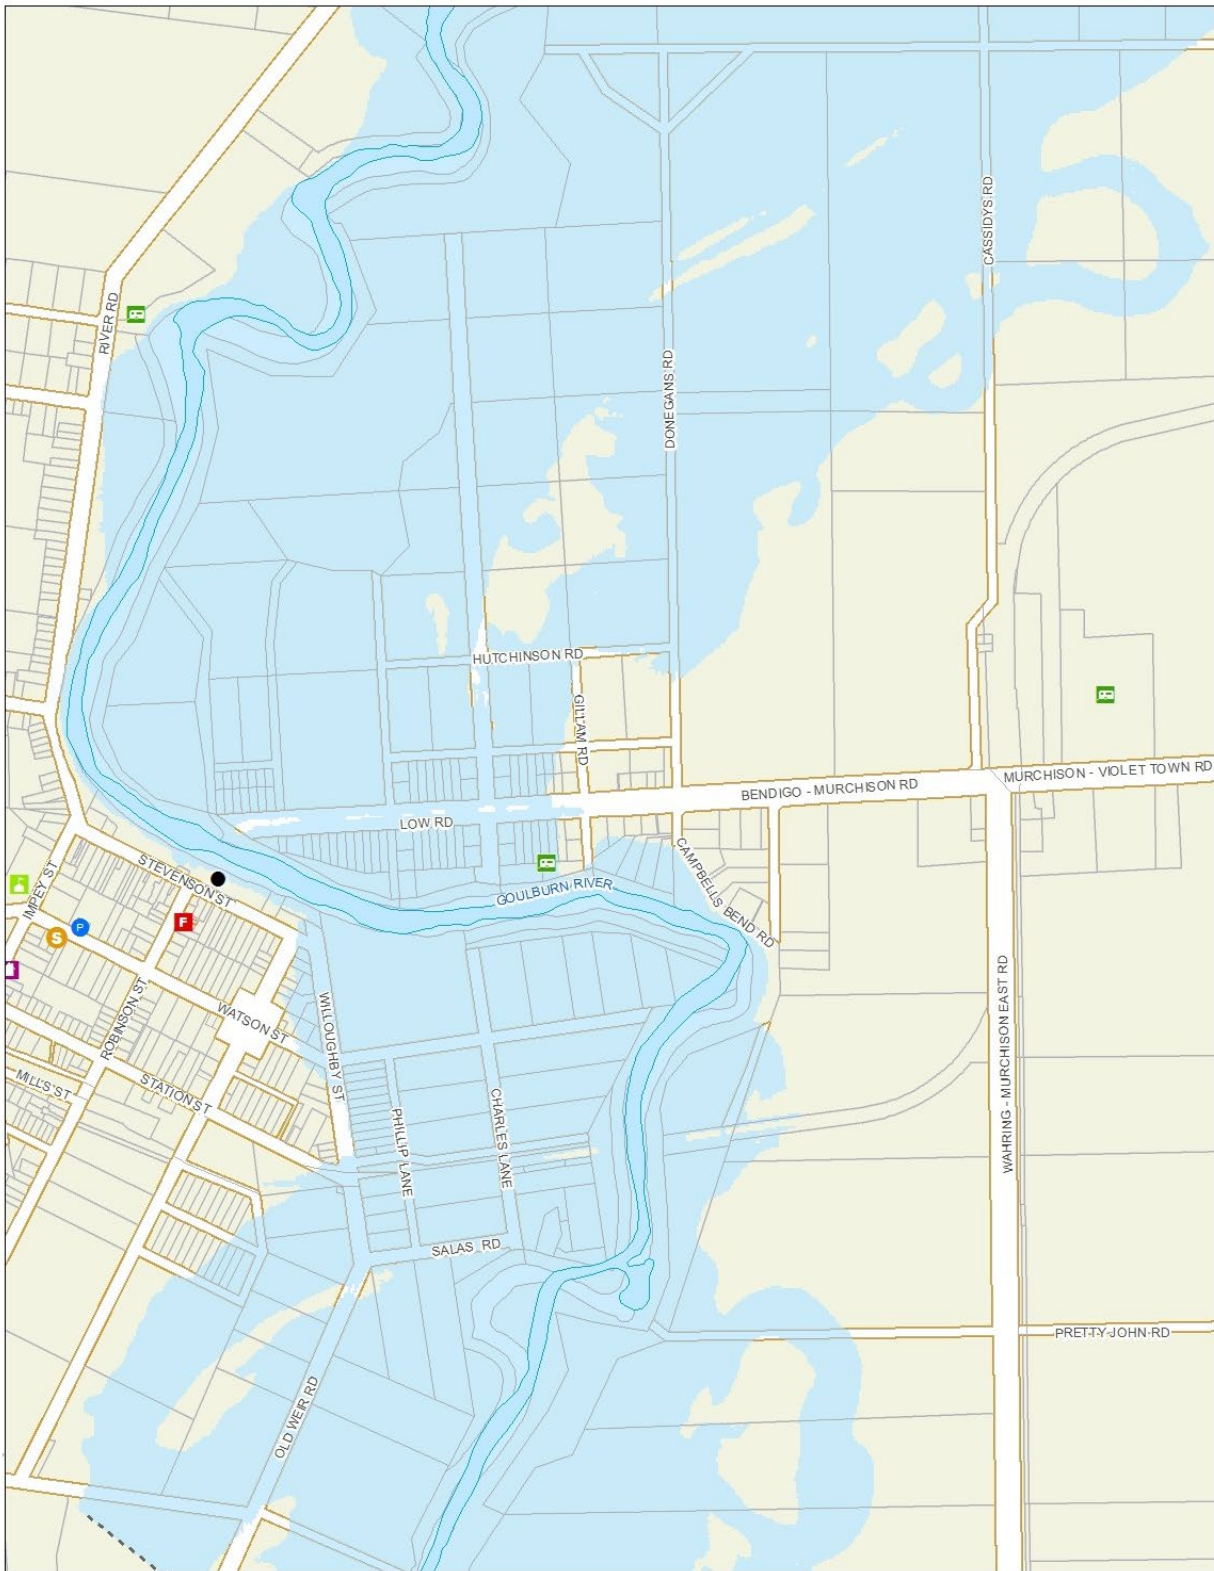 CASSIDYS RD
RIVER RD
DONEGANS RD
HUTCHINSON RD
GILLAM RD
MURCHISON - VIOLET TOWN RD
BENDIGO - MURCHISON RD
LOW RD
STEVENSON ST
IMPEY ST
CAMPBELLS BEND RD
GOULBURN RIVER
F
P
S
WILLOUGHBY ST
WATSON ST
ROBINSON ST
WAHRING - MURCHISON EAST RD
MILLS ST
STATION ST
PHILLIP LANE
CHARLES LANE
SALAS RD
PRETTY JOHN RD
OLD WEIR RD